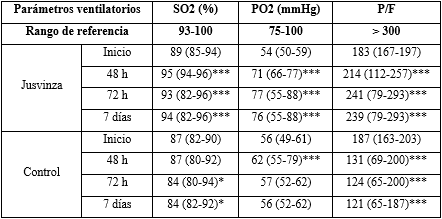 Parámetros ventilatorios SO2 (%) PO2 (mmHg) P/F
Rango de referencia 93-100 75-100 > 300
Jusvinza
Inicio 89 (85-94) 54 (50-59) 183 (167-197)
48 h 95 (94-96)*** 71 (66-77)*** 214 (112-257)***
72 h 93 (82-96)*** 77 (55-88)*** 241 (79-293)***
7 días 94 (82-96)*** 76 (55-88)*** 239 (79-293)***
Control
Inicio 87 (82-90) 56 (49-61) 187 (163-203)
48 h 87 (80-92) 62 (55-79)*** 131 (69-200)***
72 h 84 (80-94)* 57 (52-62) 124 (65-200)***
7 días 84 (82-92)* 56 (52-62) 121 (65-187)***